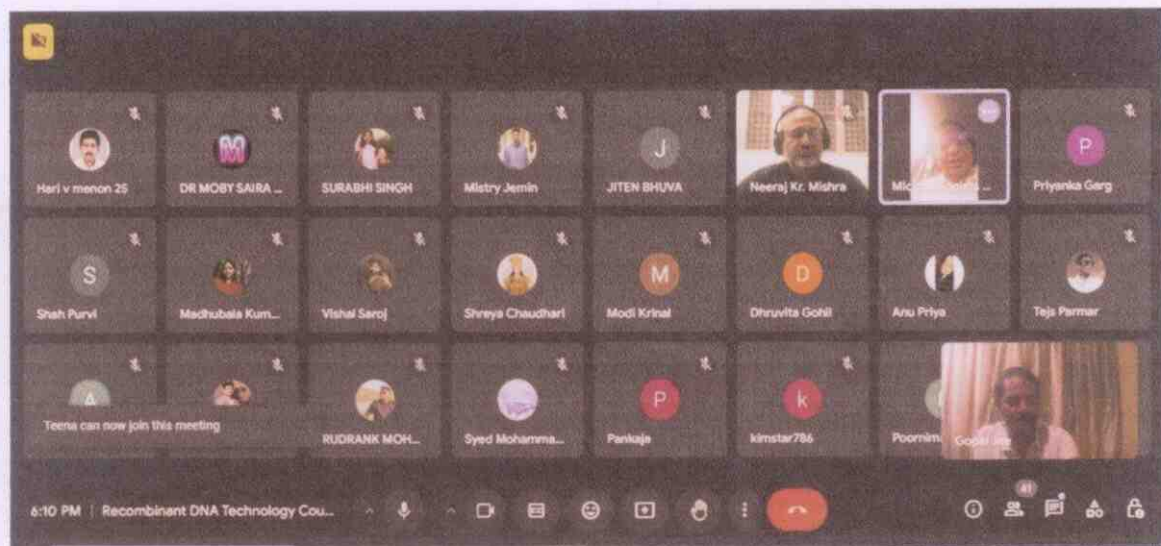 Hari v menon 25
M
DR MOBY SAIRA ...
SURABHI SINGH
Mistry Jemin
J
JITEN BHUVA
Neeraj Kr. Mishra
P
Priyanka Garg
S
Shah Purvi
Madhubala Kum...
Vishal Saroj
Shreya Chaudhari
M
Modi Krinal
D
Dhruvita Gohil
Anu Priya
Tejs Parmar
A
Teena can now join this meeting
RUDRANK MOH...
Syed Mohamma...
P
Pankaja
k
kimstar786
Poornim
6:10 PM | Recombinant DNA Technology Cou...
41